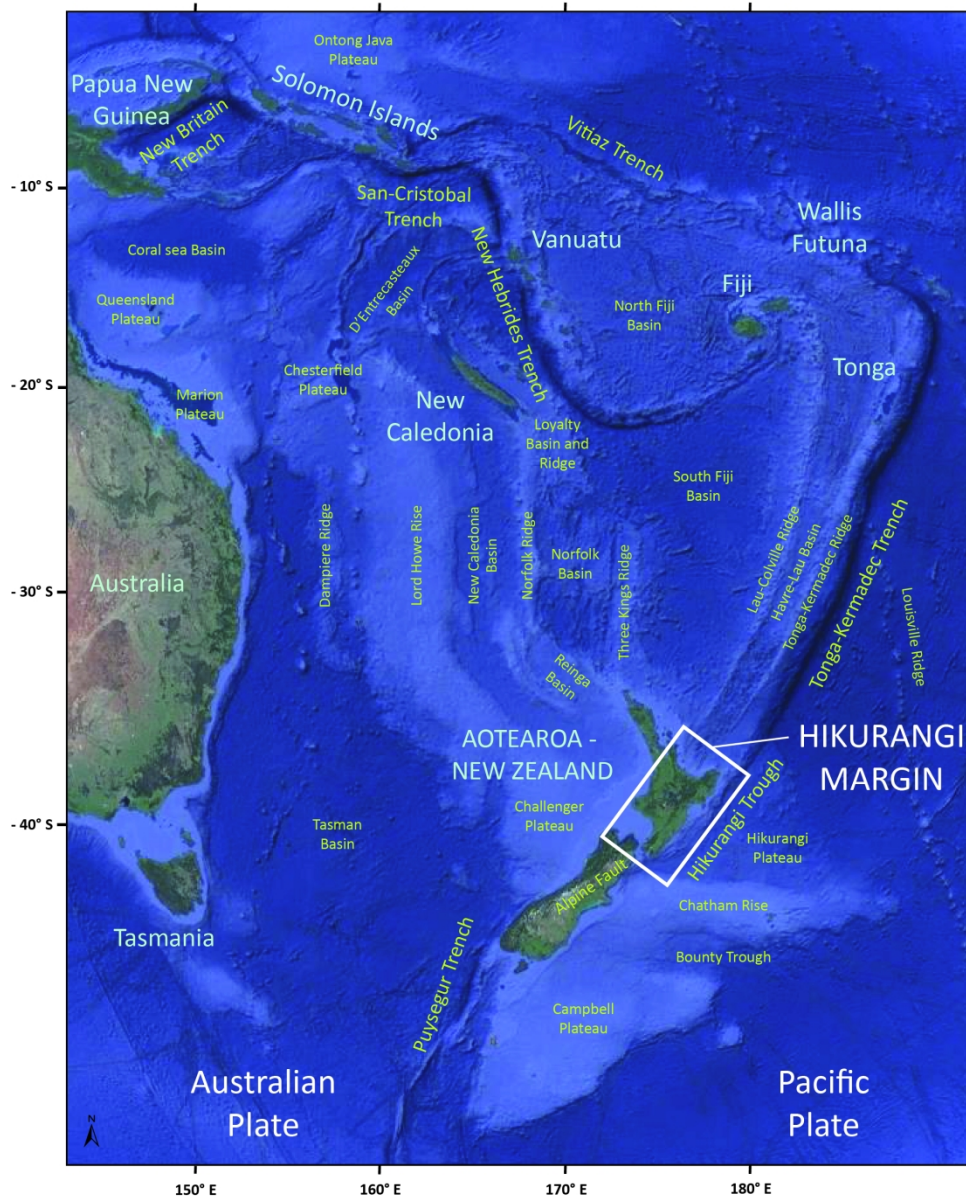 Ontong Java
Plateau
Papua New
Guinea
Solomon Islands
New Britain
Trench
Vitiaz Trench
- 10° S
San-Cristobal
Trench
Wallis
Futuna
Vanuatu
Coral sea Basin
New Hebrides Trench
D'Entrecasteaux
Basin
Fiji
Queensland
Plateau
North Fiji
Basin
- 20° S
Chesterfield
Plateau
Tonga
Marion
Plateau
New
Caledonia
Loyalty
Basin and
Ridge
South Fiji
Basin
Australia
- 30° S
Dampiere Ridge
Lord Howe Rise
New Caledonia
Basin
Norfolk Ridge
Norfolk
Basin
Three Kings Ridge
Lau-Colville Ridge
Havre-Lau Basin
Tonga-Kermadec Ridge
Tonga-Kermadec Trench
Louisville Ridge
Reinga
Basin
AOTEAROA -
NEW ZEALAND
HIKURANGI
MARGIN
Challenger
Plateau
- 40° S
Tasman
Basin
Hikurangi Trough
Hikurangi
Plateau
Alpine Fault
Chatham Rise
Tasmania
Bounty Trough
Puysegur Trench
Campbell
Plateau
Australian
Plate
Pacific
Plate
N
150° E
160° E
170° E
180° E